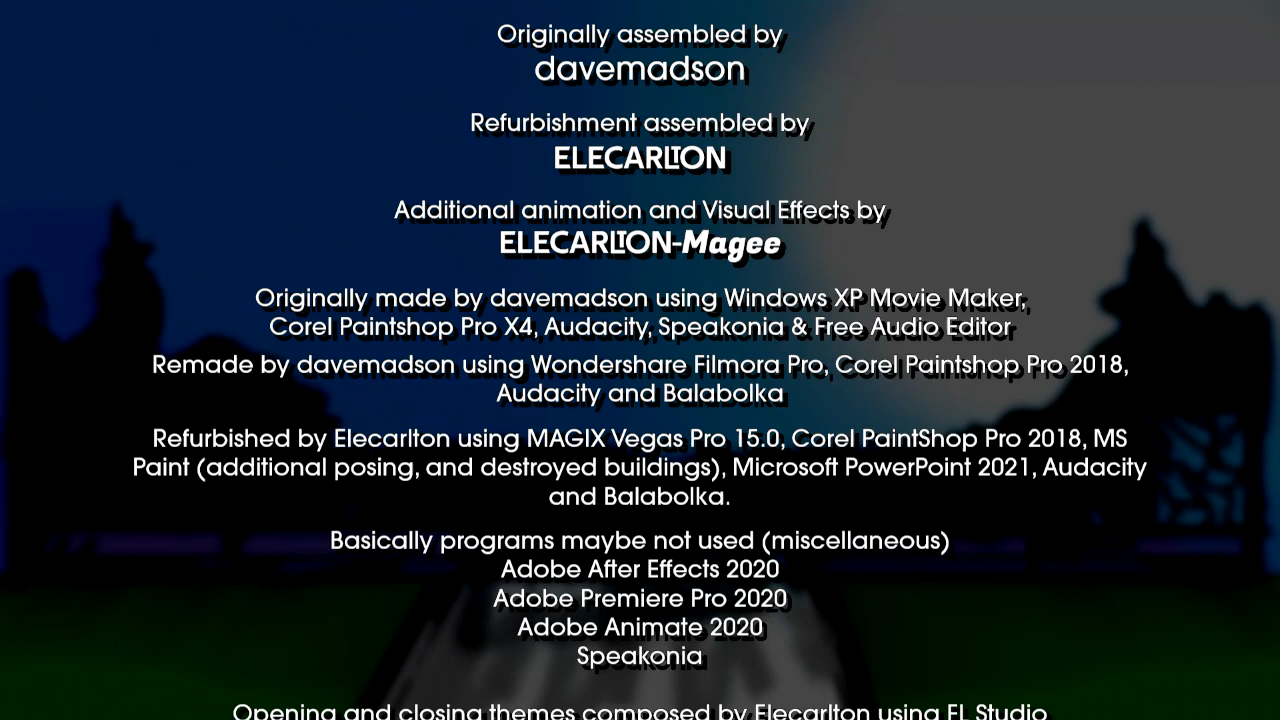 Originally assembled by
davemadson
Refurbishment assembled by
ELECARLTON
Additional animation and Visual Effects by
ELECARLTON-Magee
Originally made by davemadson using Windows XP Movie Maker,
Corel Paintshop Pro X4, Audacity, Speakonia & Free Audio Editor
Remade by davemadson using Wondershare Filmora Pro, Corel Paintshop Pro 2018,
Audacity and Balabolka
Refurbished by Elecarlton using MAGIX Vegas Pro 15.0, Corel PaintShop Pro 2018, MS
Paint (additional posing, and destroyed buildings), Microsoft PowerPoint 2021, Audacity
and Balabolka.
Basically programs maybe not used (miscellaneous)
Adobe After Effects 2020
Adobe Premiere Pro 2020
Adobe Animate 2020
Speakonia
Opening and closing themes composed by Elecarlton using FL Studio